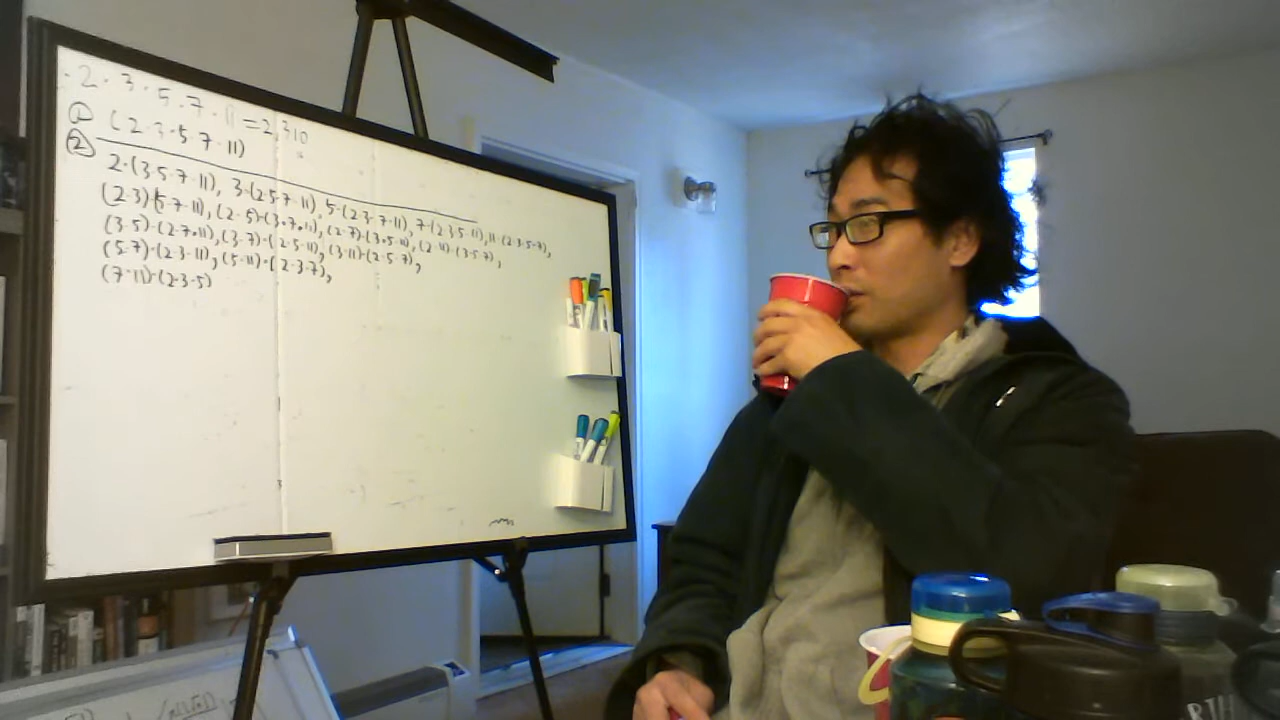 · 2 · 3 · 5 · 7 · 11 = 2,310
① (2·3·5·7·11)
② 2·(3·5·7·11), 3·(2·5·7·11), 5·(2·3·7·11), 7·(2·3·5·11), 11·(2·3·5·7),
(2·3)(5·7·11), (2·5)·(3·7·11), (2·7)·(3·5·11), (2·11)·(3·5·7),
(3·5)·(2·7·11), (3·7)·(2·5·11), (3·11)·(2·5·7),
(5·7)·(2·3·11), (5·11)·(2·3·7),
(7·11)·(2·3·5)